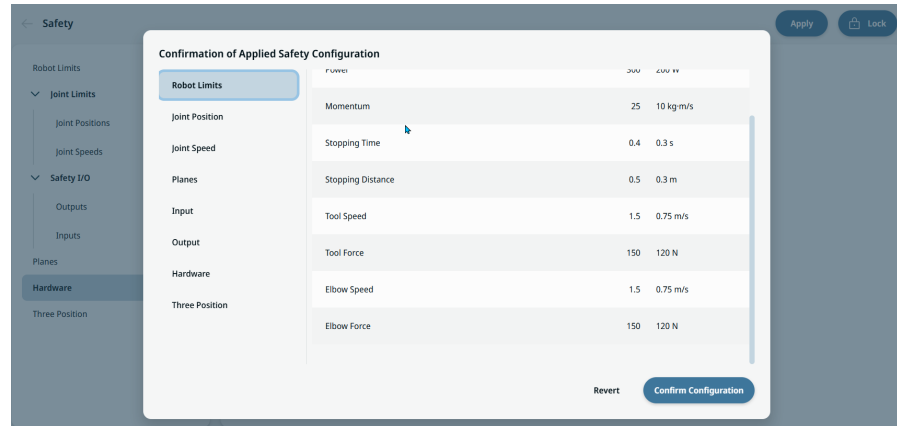 Safety
Apply
Lock
Robot Limits
Joint Limits
Joint Positions
Joint Speeds
Safety I/O
Outputs
Inputs
Planes
Hardware
Three Position
Confirmation of Applied Safety Configuration
Robot Limits
Joint Position
Joint Speed
Planes
Input
Output
Hardware
Three Position
Power 300 200 W
Momentum 25 10 kg·m/s
Stopping Time 0.4 0.3 s
Stopping Distance 0.5 0.3 m
Tool Speed 1.5 0.75 m/s
Tool Force 150 120 N
Elbow Speed 1.5 0.75 m/s
Elbow Force 150 120 N
Revert
Confirm Configuration